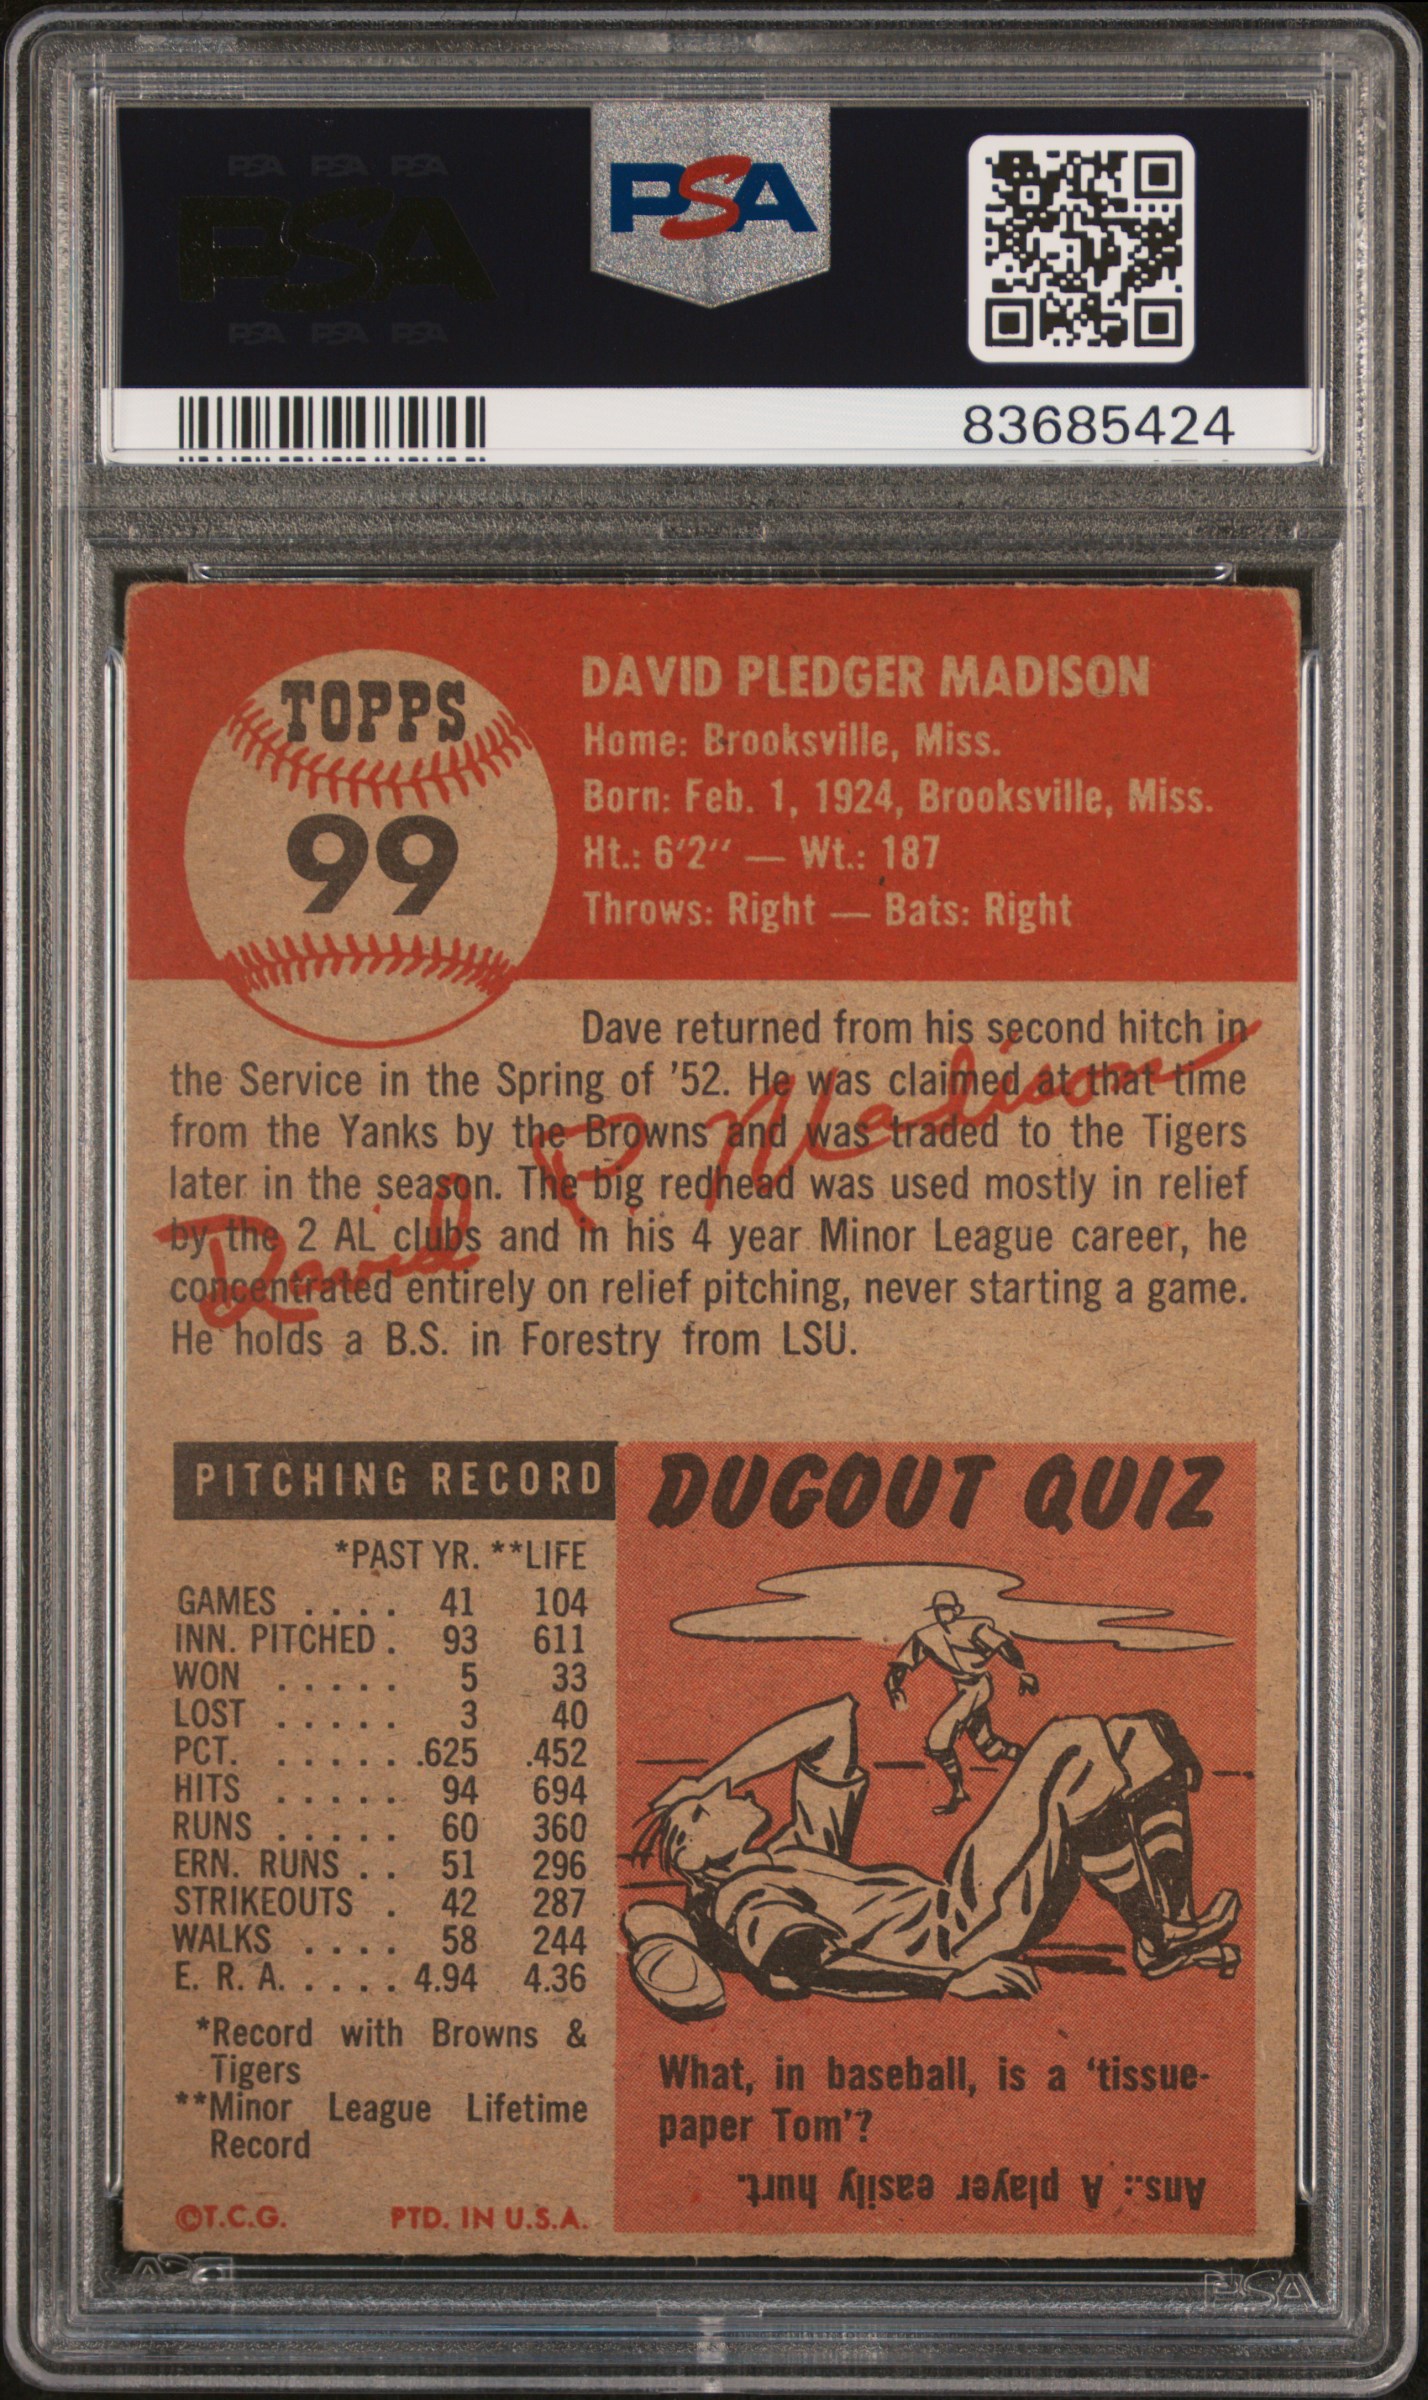 PSA PSA PSA
PSA
PSA PSA PSA
PSA
83685424
TOPPS
99
DAVID PLEDGER MADISON
Home: Brooksville, Miss.
Born: Feb. 1, 1924, Brooksville, Miss.
Ht.: 6'2" — Wt.: 187
Throws: Right — Bats: Right
Dave returned from his second hitch in
the Service in the Spring of '52. He was claimed at that time
from the Yanks by the Browns and was traded to the Tigers
later in the season. The big redhead was used mostly in relief
by the 2 AL clubs and in his 4 year Minor League career, he
concentrated entirely on relief pitching, never starting a game.
He holds a B.S. in Forestry from LSU.
David P. Madison
PITCHING RECORD
*PAST YR. **LIFE
GAMES . . . . 41 104
INN. PITCHED . 93 611
WON . . . . . 5 33
LOST . . . . . 3 40
PCT. . . . . . .625 .452
HITS . . . . . 94 694
RUNS . . . . . 60 360
ERN. RUNS . . 51 296
STRIKEOUTS . 42 287
WALKS . . . . 58 244
E. R. A. . . . . 4.94 4.36
*Record with Browns &
Tigers
**Minor League Lifetime
Record
©T.C.G. PTD. IN U.S.A.
DUGOUT QUIZ
What, in baseball, is a 'tissue-
paper Tom'?
Ans.: A player easily hurt.
PSA
PSA